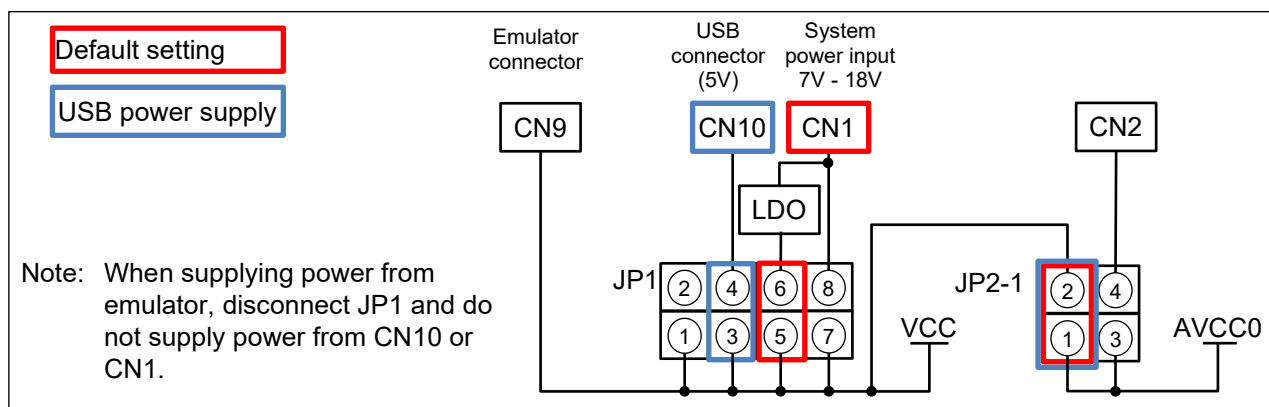 Default setting
USB power supply
Emulator
connector
USB
connector
(5V)
System
power input
7V - 18V
CN9
CN10
CN1
CN2
LDO
Note: When supplying power from
emulator, disconnect JP1 and do
not supply power from CN10 or
CN1.
JP1
2 4 6 8
1 3 5 7
VCC
JP2-1
2 4
1 3
AVCC0